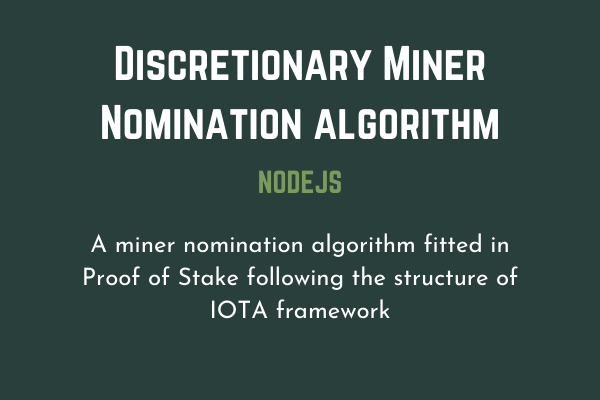 Discretionary Miner
Nomination algorithm
NODEJS
A miner nomination algorithm fitted in
Proof of Stake following the structure of
IOTA framework